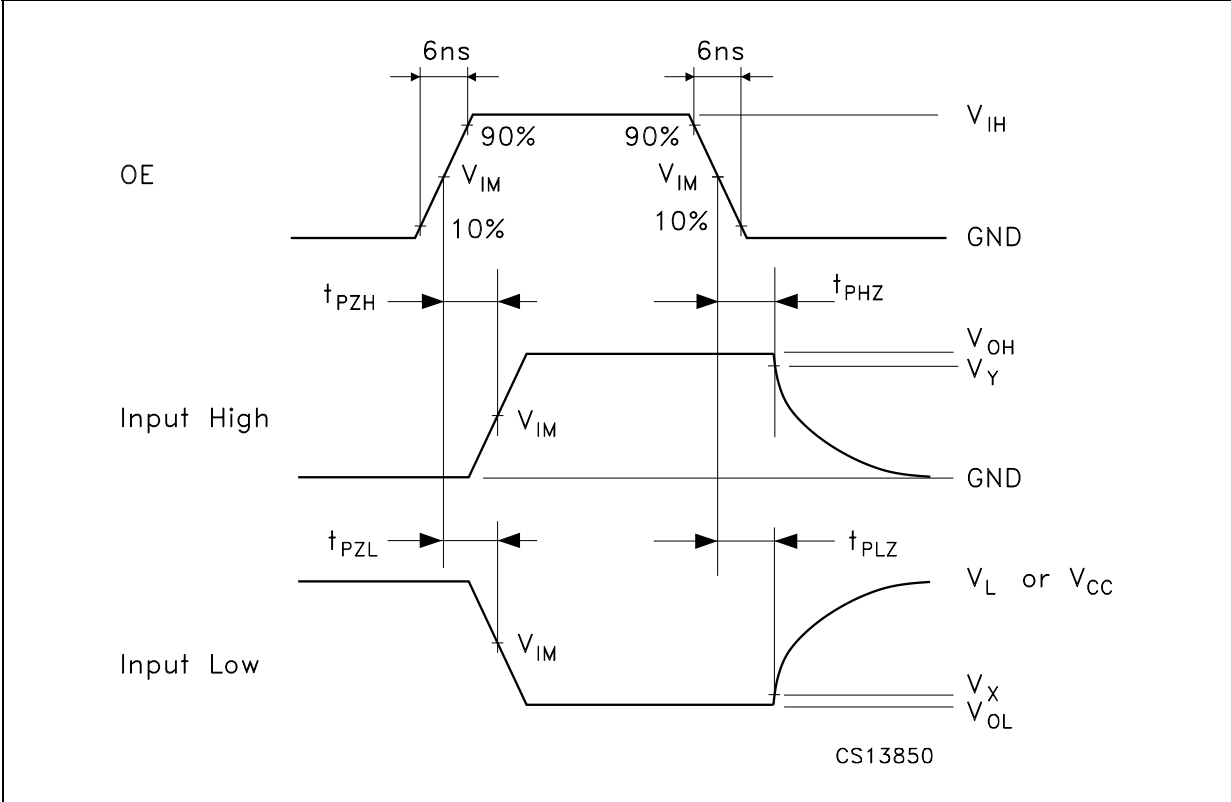 6ns 6ns
V_IH
90% 90%
OE V_IM V_IM
10% 10%
GND
t_PZH t_PHZ
V_OH
V_Y
Input High V_IM
GND
t_PZL t_PLZ
V_L or V_CC
Input Low V_IM
V_X
V_OL
CS13850